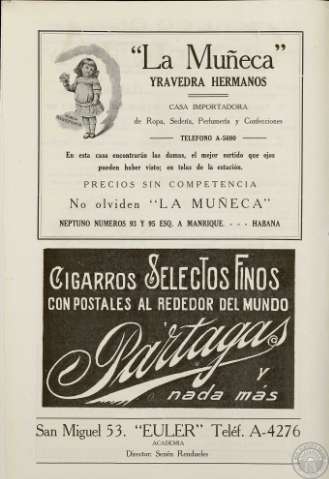 "La Muñeca"
YRAVEDRA HERMANOS
CASA IMPORTADORA
de Ropa, Sedería, Perfumería y Confecciones
TELEFONO A-5690
En esta casa encontrarán las damas, el mejor surtido que ojos
pueden haber visto; en telas de la estación.
PRECIOS SIN COMPETENCIA
No olviden "LA MUÑECA"
NEPTUNO NUMEROS 93 Y 95 ESQ. A MANRIQUE. - - - HABANA
CIGARROS SELECTOS FINOS
CON POSTALES AL REDEDOR DEL MUNDO
Partagas
y
nada más
San Miguel 53. "EULER" Teléf. A-4276
ACADEMIA
Director: Senén Rendueles